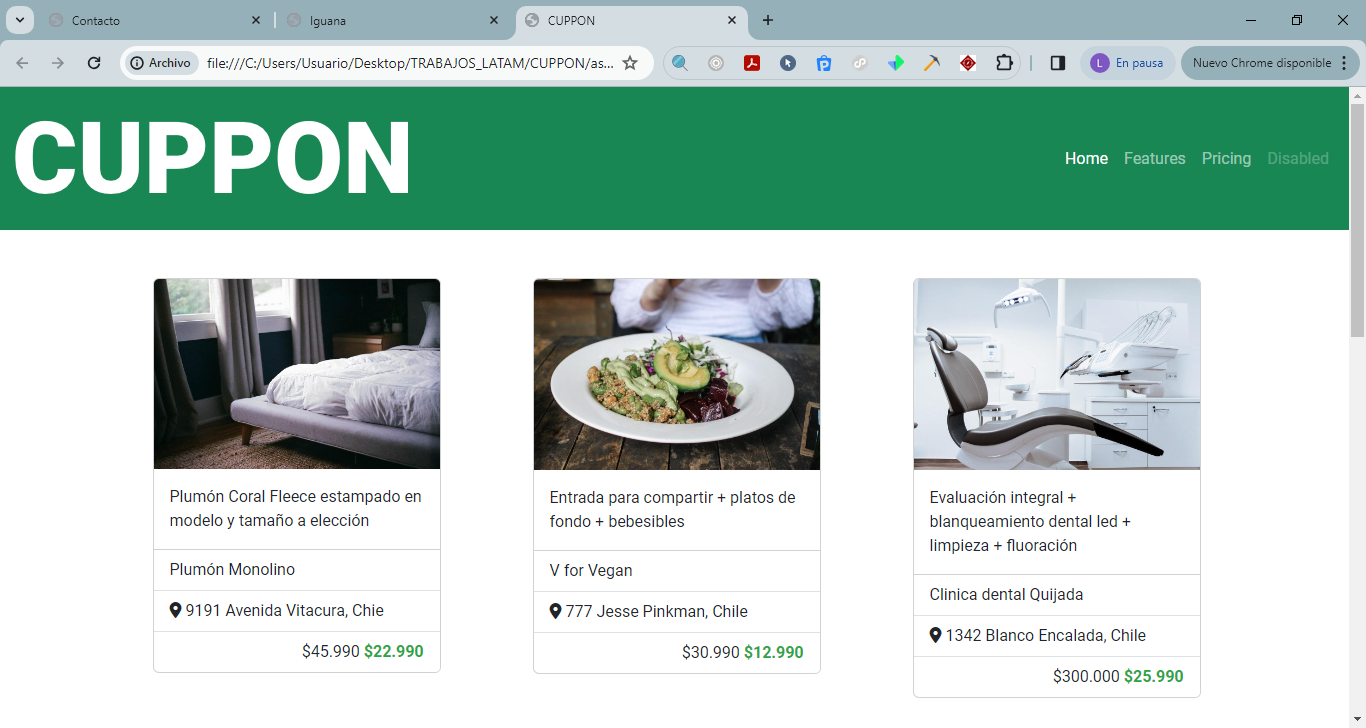 Contacto
Iguana
CUPPON
Archivo
file:///C:/Users/Usuario/Desktop/TRABAJOS_LATAM/CUPPON/as...
L
En pausa
Nuevo Chrome disponible
CUPPON
Home
Features
Pricing
Disabled
Plumón Coral Fleece estampado en
modelo y tamaño a elección
Plumón Monolino
9191 Avenida Vitacura, Chie
$45.990 $22.990
Entrada para compartir + platos de
fondo + bebesibles
V for Vegan
777 Jesse Pinkman, Chile
$30.990 $12.990
Evaluación integral +
blanqueamiento dental led +
limpieza + fluoración
Clinica dental Quijada
1342 Blanco Encalada, Chile
$300.000 $25.990